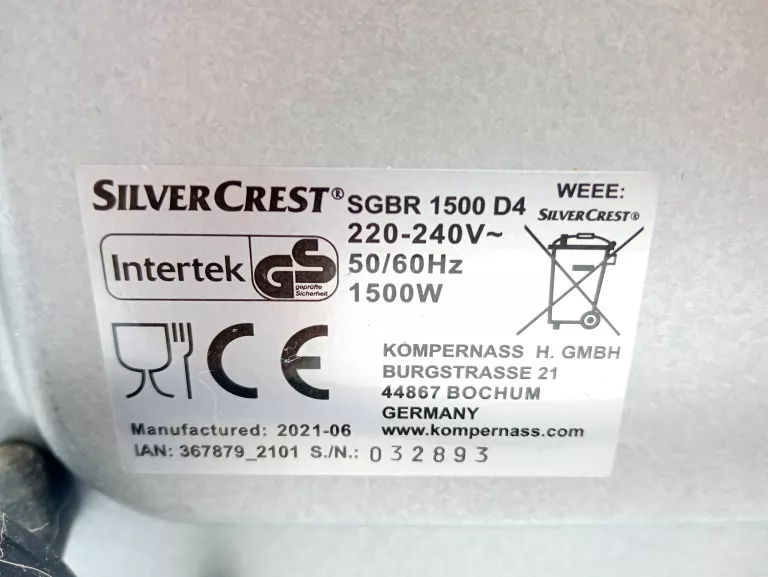 SILVERCREST® SGBR 1500 D4
220-240V~
50/60Hz
1500W
WEEE:
SILVERCREST®
Intertek
GS
geprüfte
Sicherheit
CE
KOMPERNASS H. GMBH
BURGSTRASSE 21
44867 BOCHUM
GERMANY
www.kompernass.com
Manufactured: 2021-06
IAN: 367879_2101 S./N.: 032893